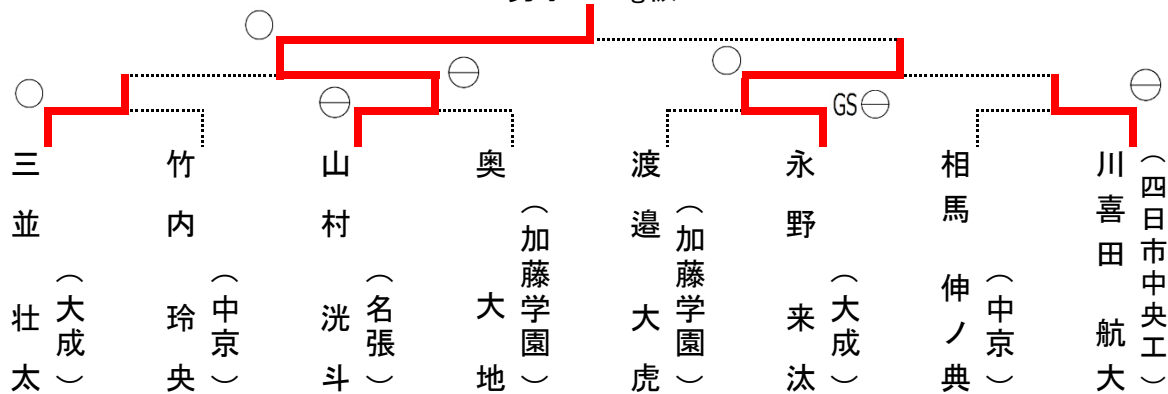 GS
三並 壮太
(大成)
竹内 玲央
(中京)
山村 洸斗
(名張)
奥 大地
(加藤学園)
渡邉 大虎
(加藤学園)
永野 来汰
(大成)
相馬 伸ノ典
(中京)
川喜田 航大
(四日市中央工)